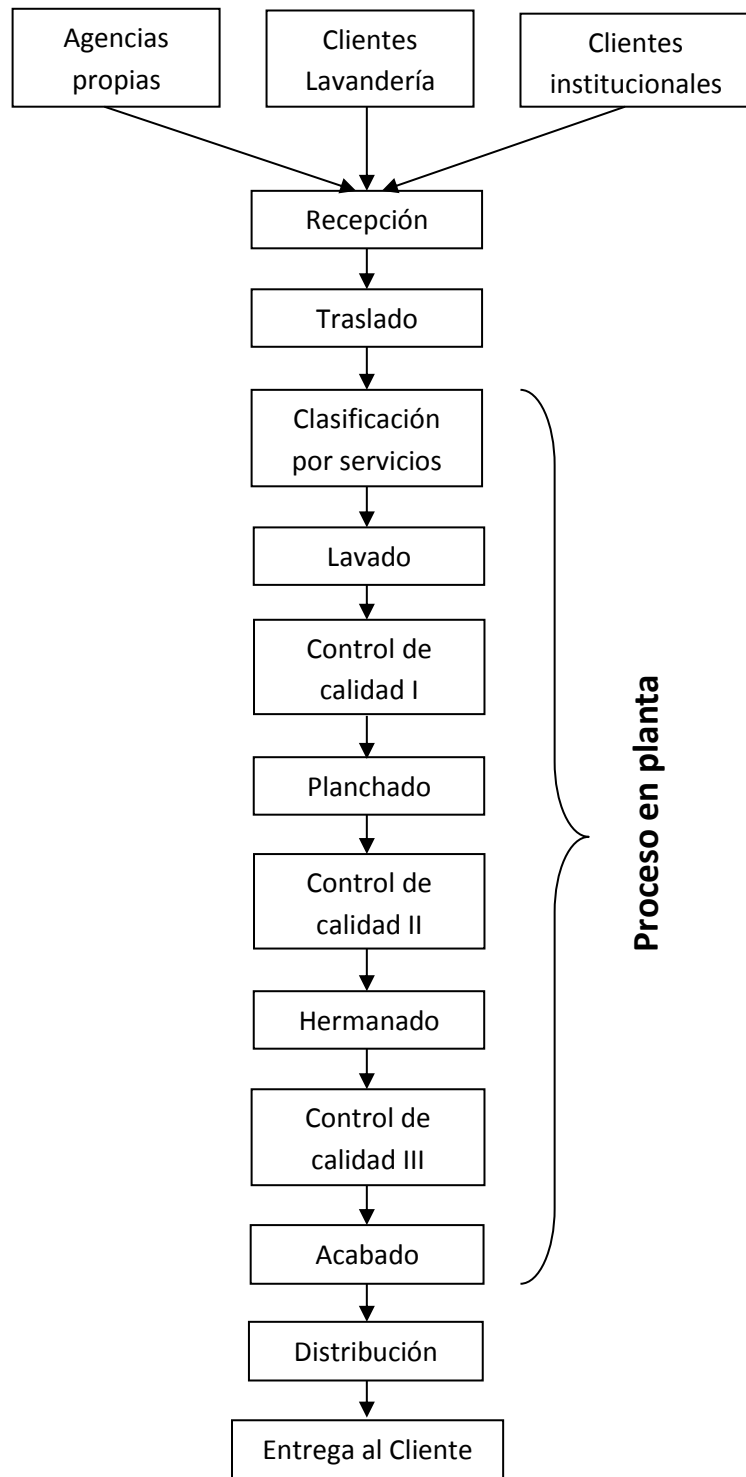 Agencias
propias
Clientes
Lavandería
Clientes
institucionales
Recepción
Traslado
Clasificación
por servicios
Lavado
Control de
calidad I
Planchado
Control de
calidad II
Hermanado
Control de
calidad III
Acabado
Distribución
Entrega al Cliente
Proceso en planta